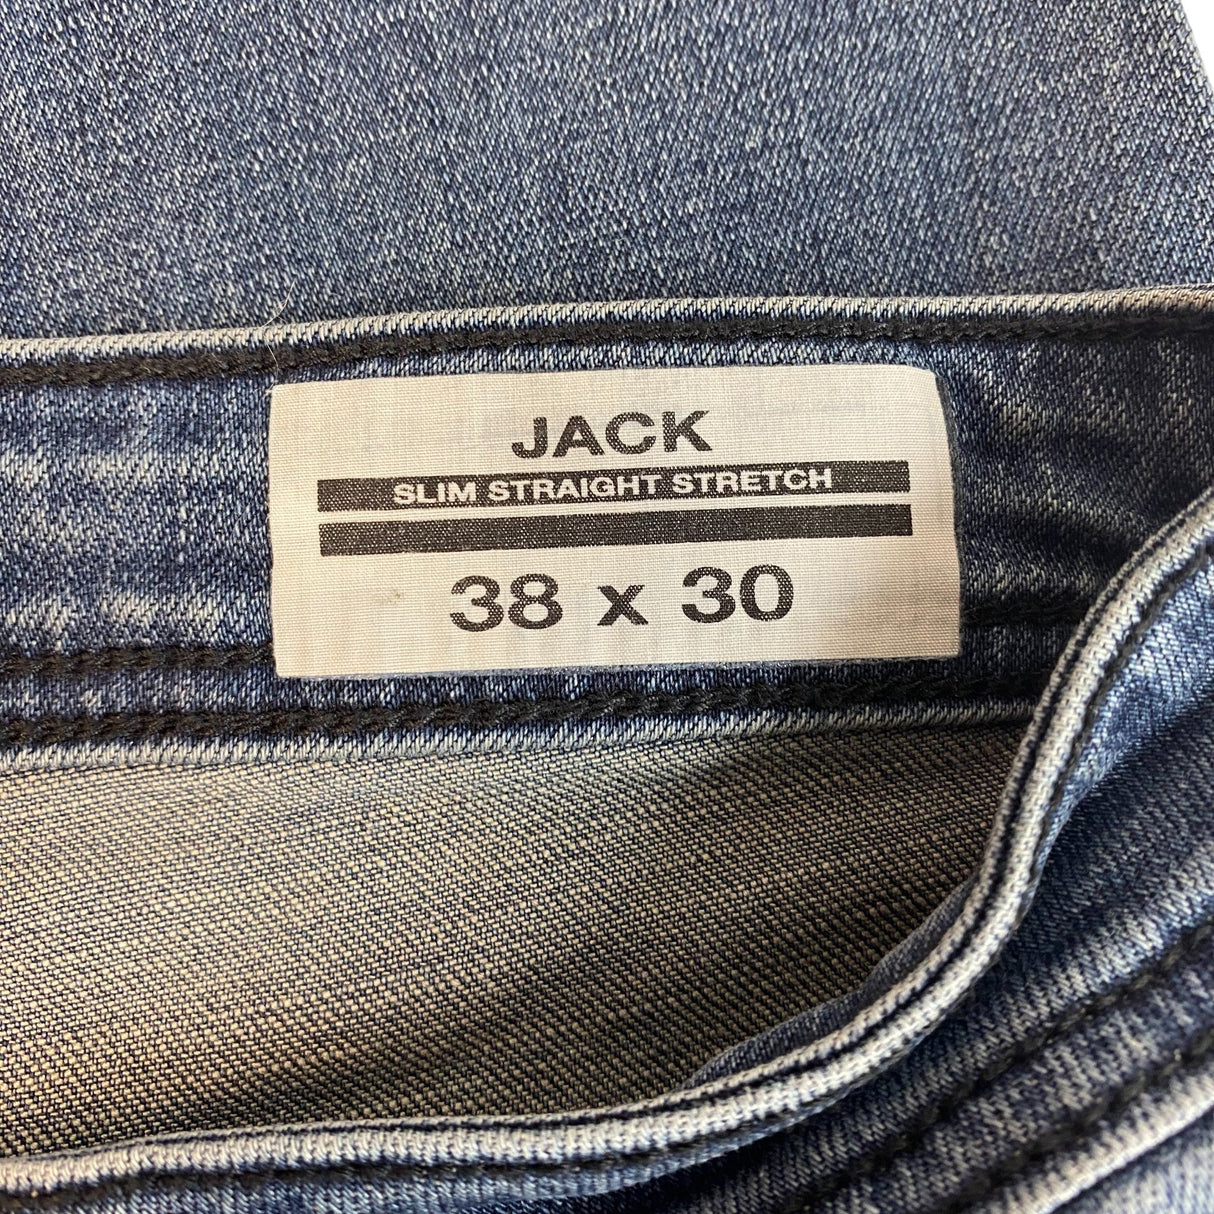 JACK
SLIM STRAIGHT STRETCH
38 x 30